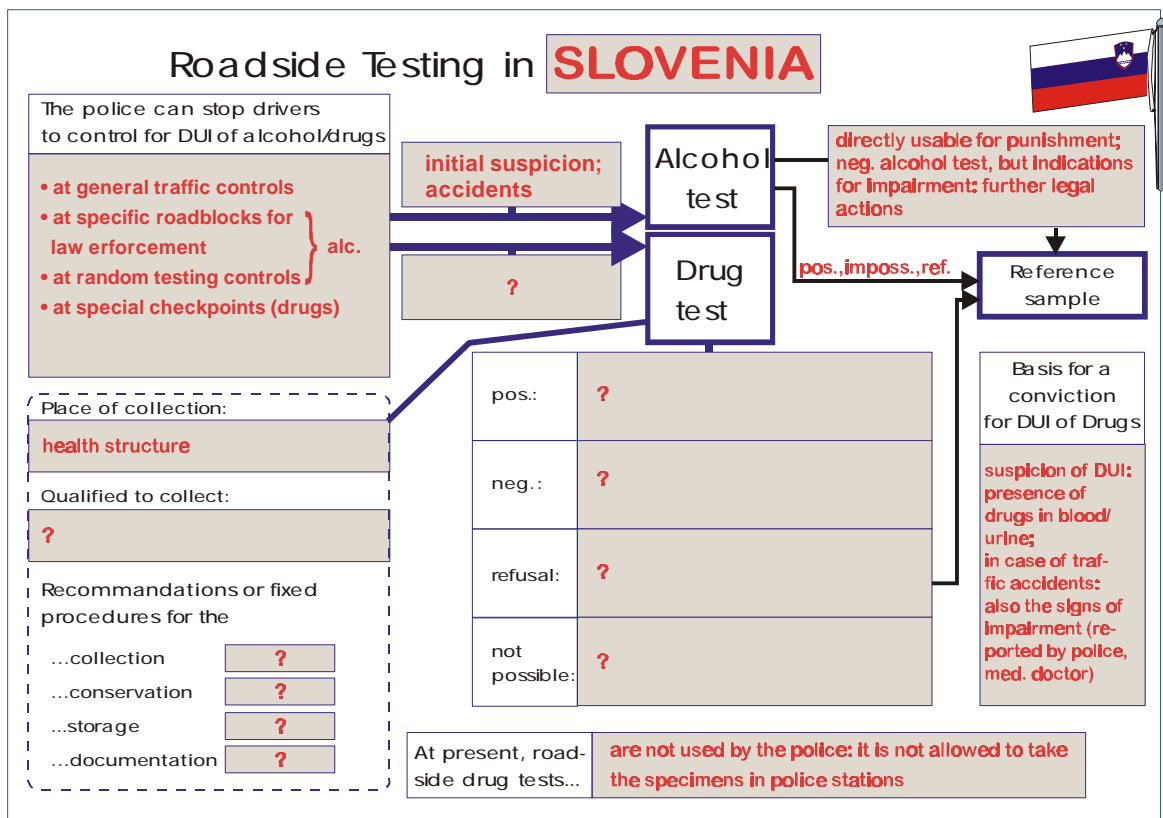 Roadside Testing in SLOVENIA
The police can stop drivers
to control for DUI of alcohol/drugs
• at general traffic controls
• at specific roadblocks for
law erforcement
• at random testing controls
• at special checkpoints (drugs)
alc.
initial suspicion;
accidents
?
Alcohol
test
Drug
test
directly usable for punishment;
neg. alcohol test, but indications
for impairment: further legal
actions
pos.,imposs.,ref.
Reference
sample
Place of collection:
health structure
Qualified to collect:
?
Recommandations or fixed
procedures for the
...collection ?
...conservation ?
...storage ?
...documentation ?
pos.: ?
neg.: ?
refusal: ?
not
possible: ?
Basis for a
conviction
for DUI of Drugs
suspicion of DUI:
presence of
drugs in blood/
urine;
in case of traf-
fic accidents:
also the signs of
impairment (re-
ported by police,
med. doctor)
At present, road-
side drug tests...
are not used by the police: it is not allowed to take
the specimens in police stations